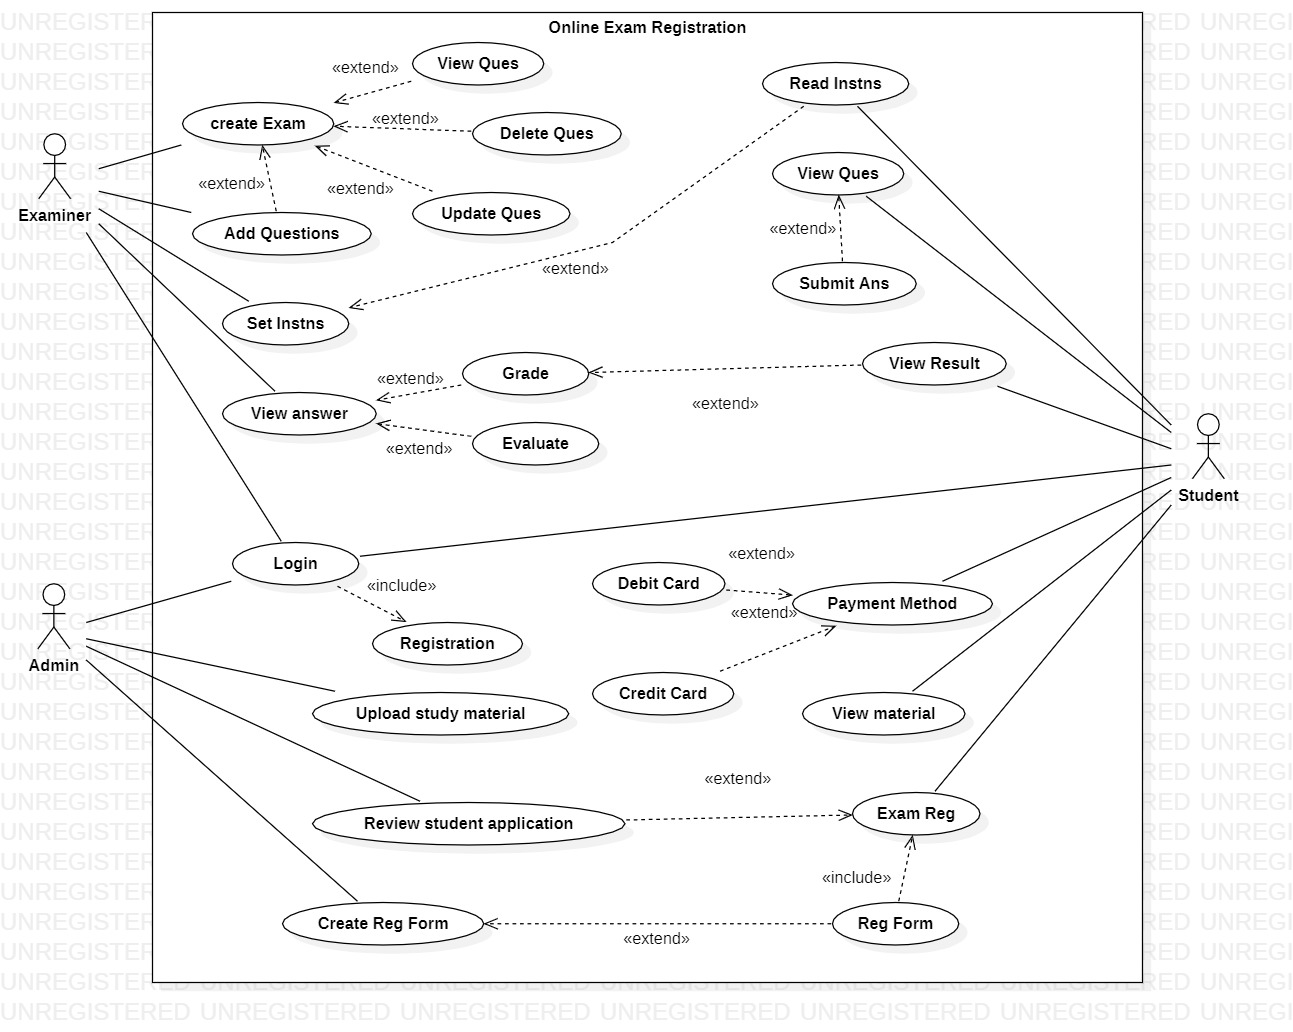 Online Exam Registration
«extend»
View Ques
Read Instns
create Exam
«extend»
Delete Ques
View Ques
«extend»
«extend»
Update Ques
Examiner
Add Questions
«extend»
«extend»
Submit Ans
Set Instns
View Result
Grade
«extend»
«extend»
View answer
Evaluate
«extend»
Student
Login
«extend»
«include»
Debit Card
Payment Method
«extend»
Registration
Admin
Credit Card
Upload study material
View material
«extend»
Review student application
Exam Reg
«include»
Create Reg Form
Reg Form
«extend»
UNREGISTERED UNREGISTERED UNREGISTERED UNREGISTERED UNREGISTERED UNREGISTERED UNREGI